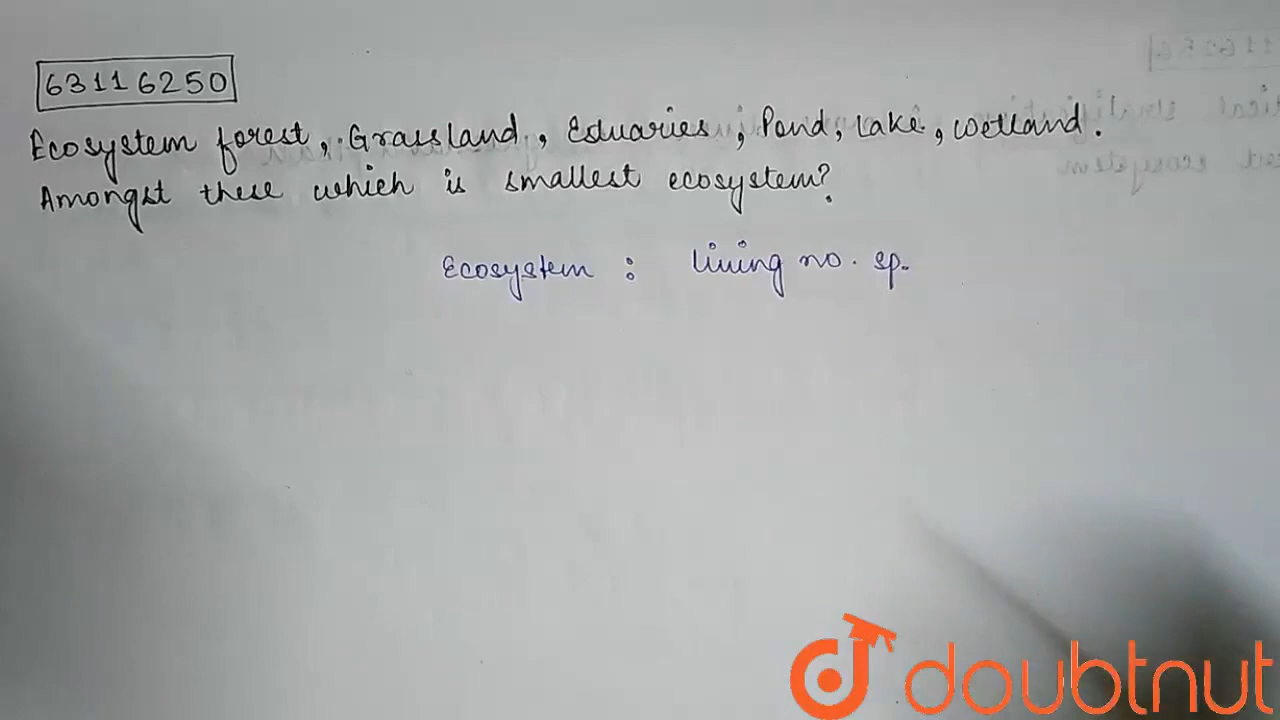 63116250
Ecosystem forest, Grassland, Estuaries, Pond, Lake, wetland.
Amongst these which is smallest ecosystem?
Ecosystem : living no. sp.
doubtnut